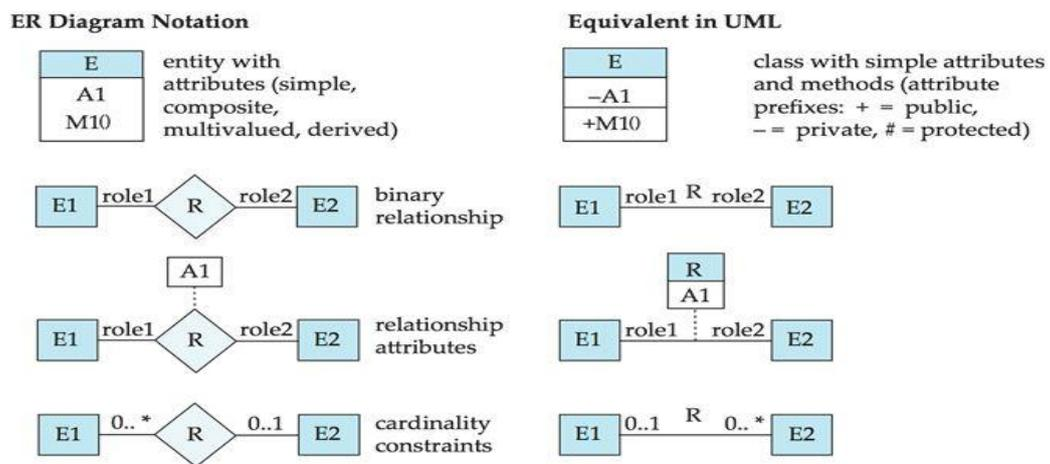 ER Diagram Notation
Equivalent in UML
E
A1
M10
entity with
attributes (simple,
composite,
multivalued, derived)
E
–A1
+M10
class with simple attributes
and methods (attribute
prefixes: + = public,
– = private, # = protected)
E1 role1 R role2 E2
binary
relationship
E1 role1 R role2 E2
A1
E1 role1 R role2 E2
relationship
attributes
R
A1
E1 role1 role2 E2
E1 0.. * R 0..1 E2
cardinality
constraints
E1 0..1 R 0.. * E2